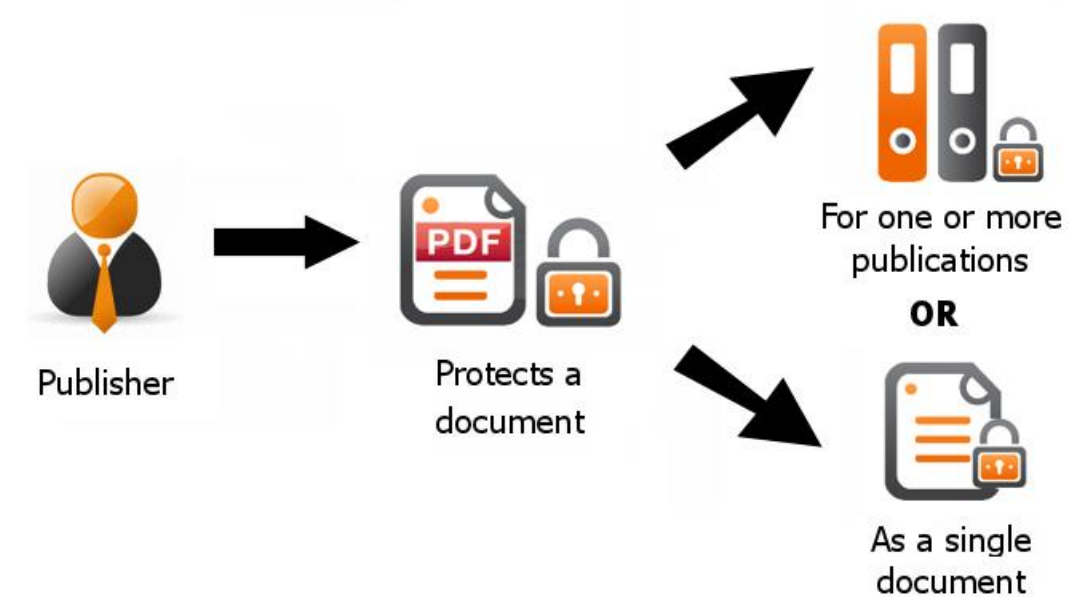 Publisher
PDF
Protects a
document
For one or more
publications
OR
As a single
document